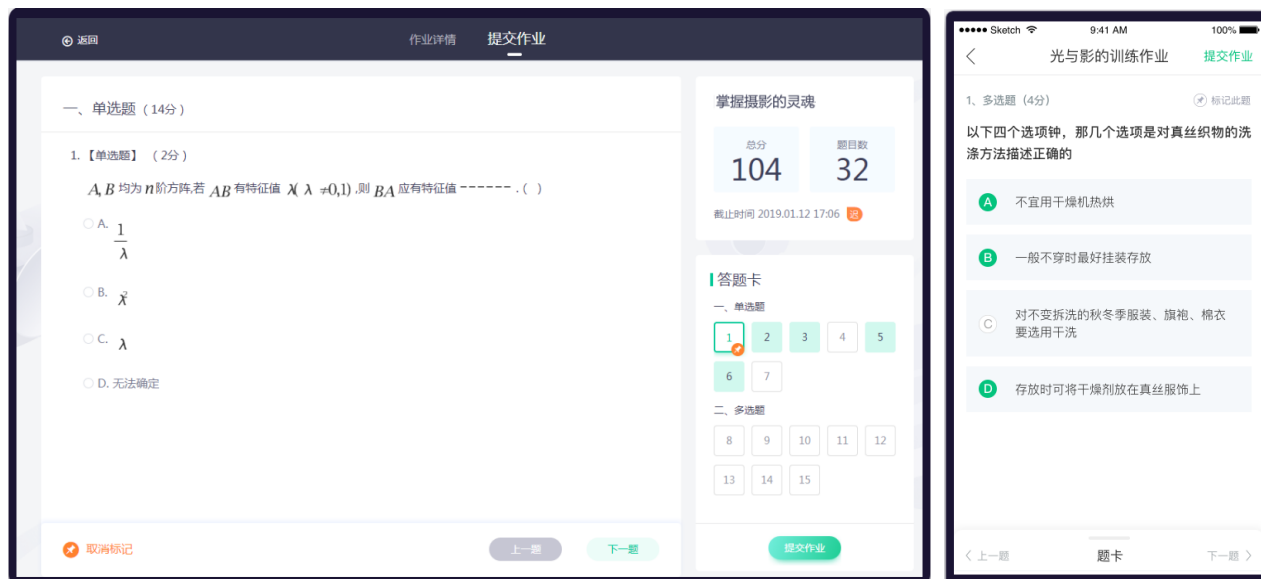 返回
作业详情 提交作业
一、单选题（14分）
1.【单选题】（2分）
A, B 均为 n 阶方阵,若 AB 有特征值 λ( λ ≠0,1) ,则 BA 应有特征值 ------ . ( )
A. 1/λ
B. λ²
C. λ
D. 无法确定
取消标记
上一题 下一题
掌握摄影的灵魂
总分 题目数
104 32
截止时间 2019.01.12 17:06 迟
答题卡
一、单选题
1 2 3 4 5
6 7
二、多选题
8 9 10 11 12
13 14 15
提交作业
Sketch 9:41 AM 100%
光与影的训练作业 提交作业
1、多选题（4分） 标记此题
以下四个选项钟，那几个选项是对真丝织物的洗
涤方法描述正确的
A 不宜用干燥机热烘
B 一般不穿时最好挂装存放
C 对不变拆洗的秋冬季服装、旗袍、棉衣
要选用干洗
D 存放时可将干燥剂放在真丝服饰上
上一题 题卡 下一题